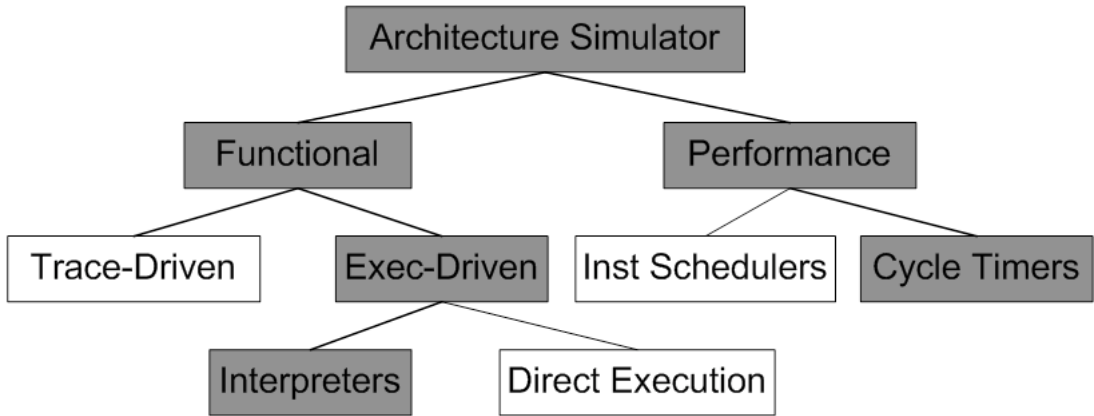 Architecture Simulator
Functional
Performance
Trace-Driven
Exec-Driven
Inst Schedulers
Cycle Timers
Interpreters
Direct Execution